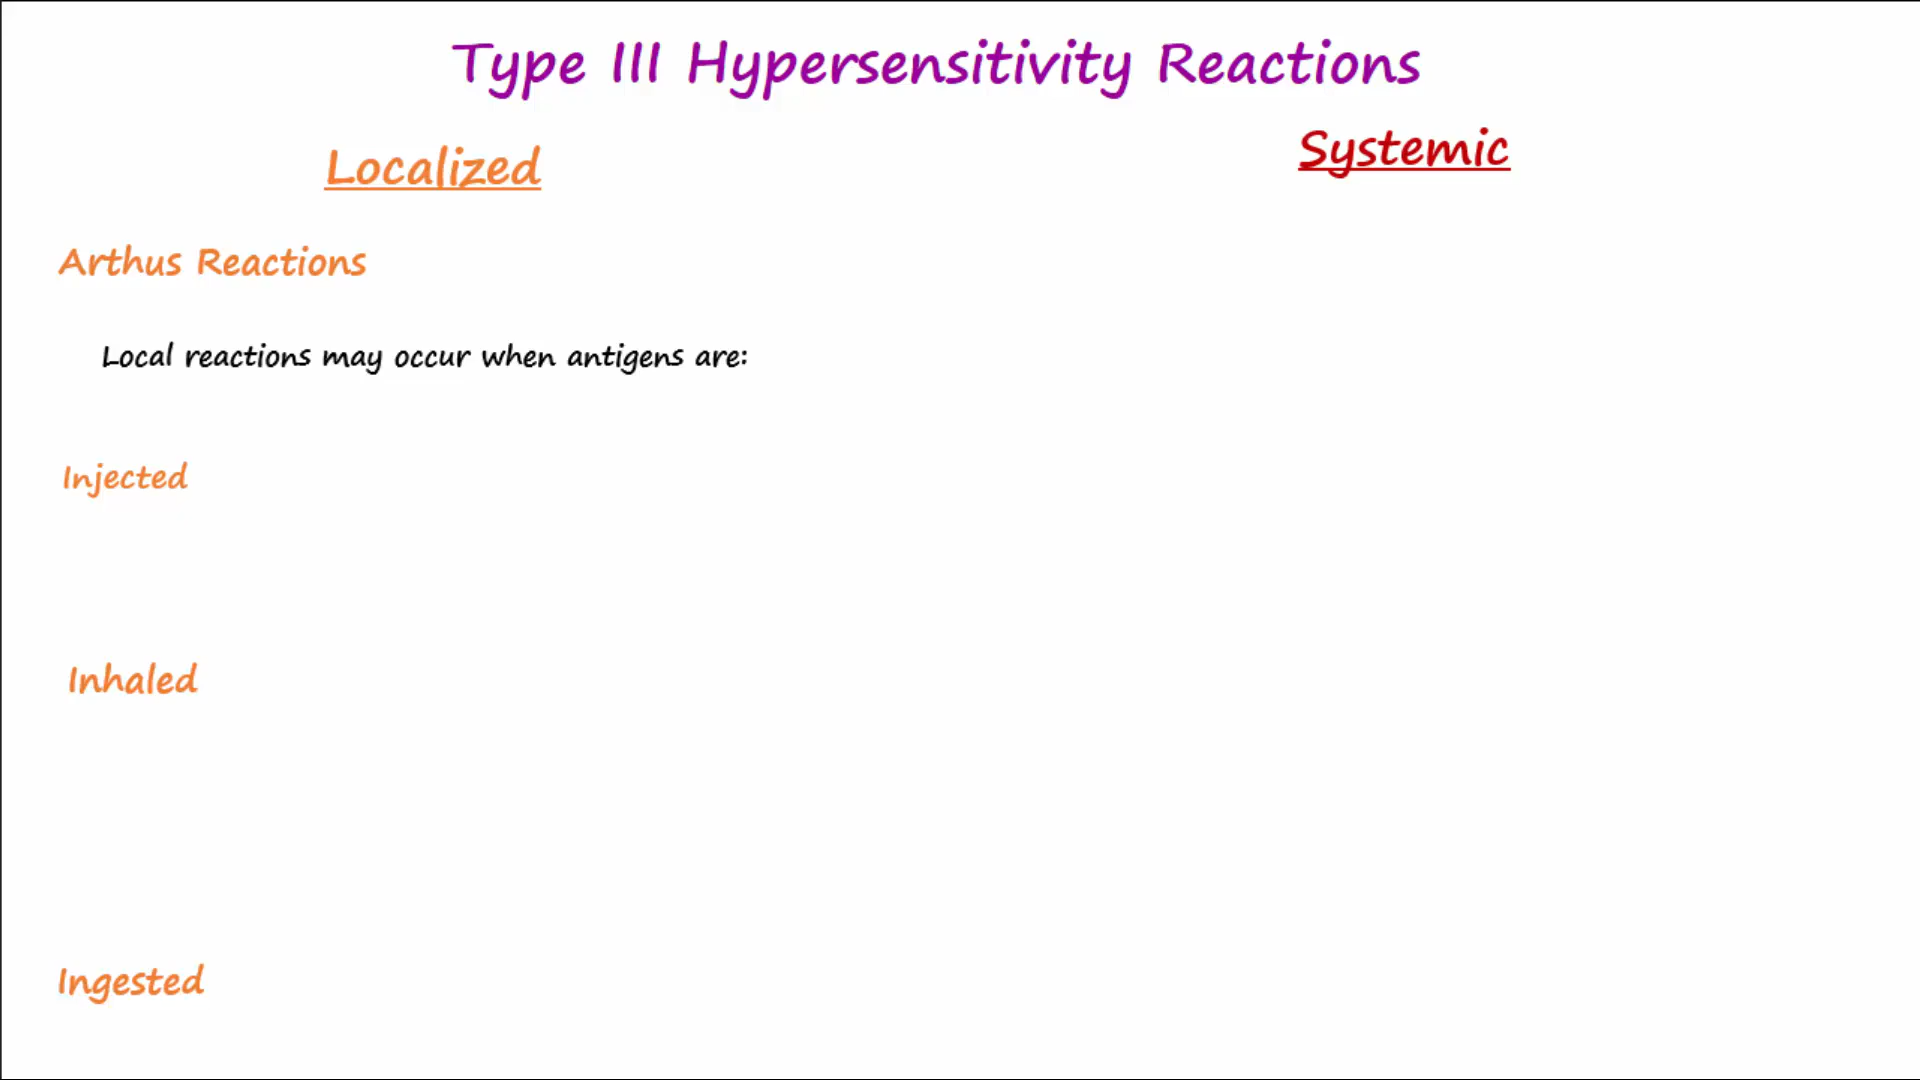 Type III Hypersensitivity Reactions
Localized
Systemic
Arthus Reactions
Local reactions may occur when antigens are:
Injected
Inhaled
Ingested